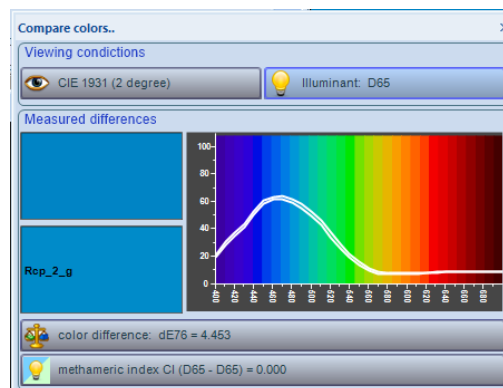 Compare colors..
Viewing condictions
CIE 1931 (2 degree)
Illuminant: D65
Measured differences
Rcp_2_g
100
80
60
40
20
0
400 420 440 460 480 500 520 540 560 580 600 620 640 660 680
color difference: dE76 = 4.453
methameric index CI (D65 - D65) = 0.000